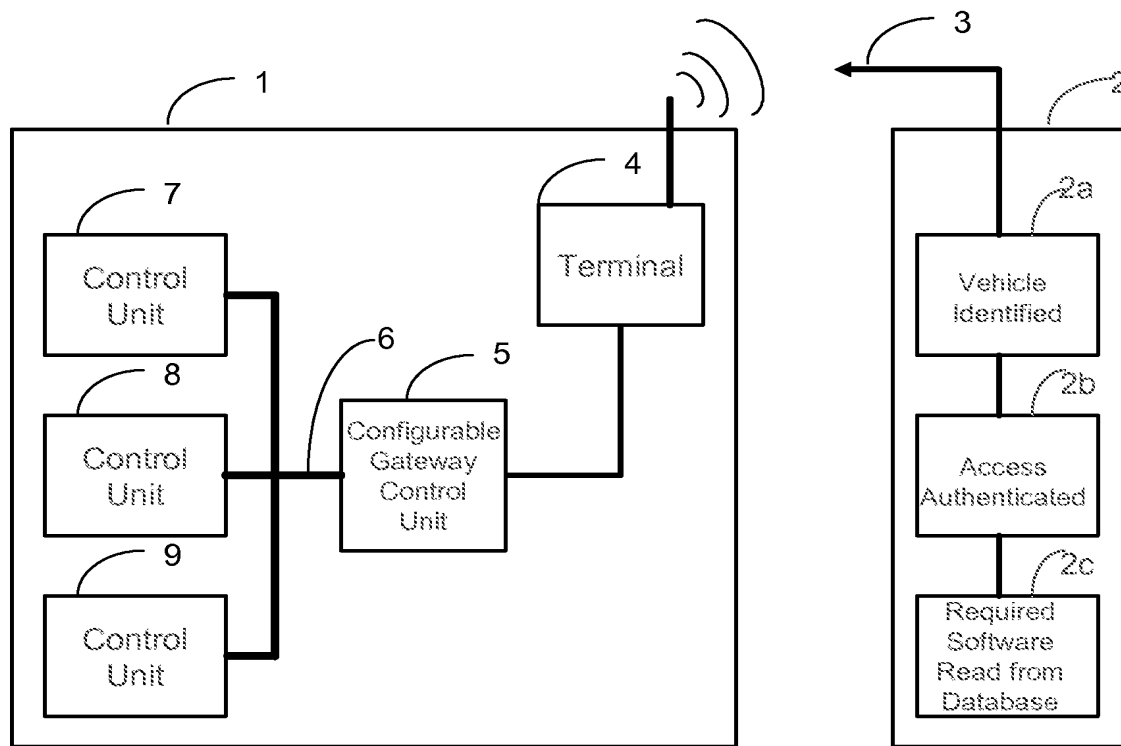 3
1
2
4
2a
7
Terminal
Vehicle
Identified
Control
Unit
6
5
2b
8
Configurable
Gateway
Control
Unit
Access
Authenticated
Control
Unit
9
2c
Required
Software
Read from
Database
Control
Unit